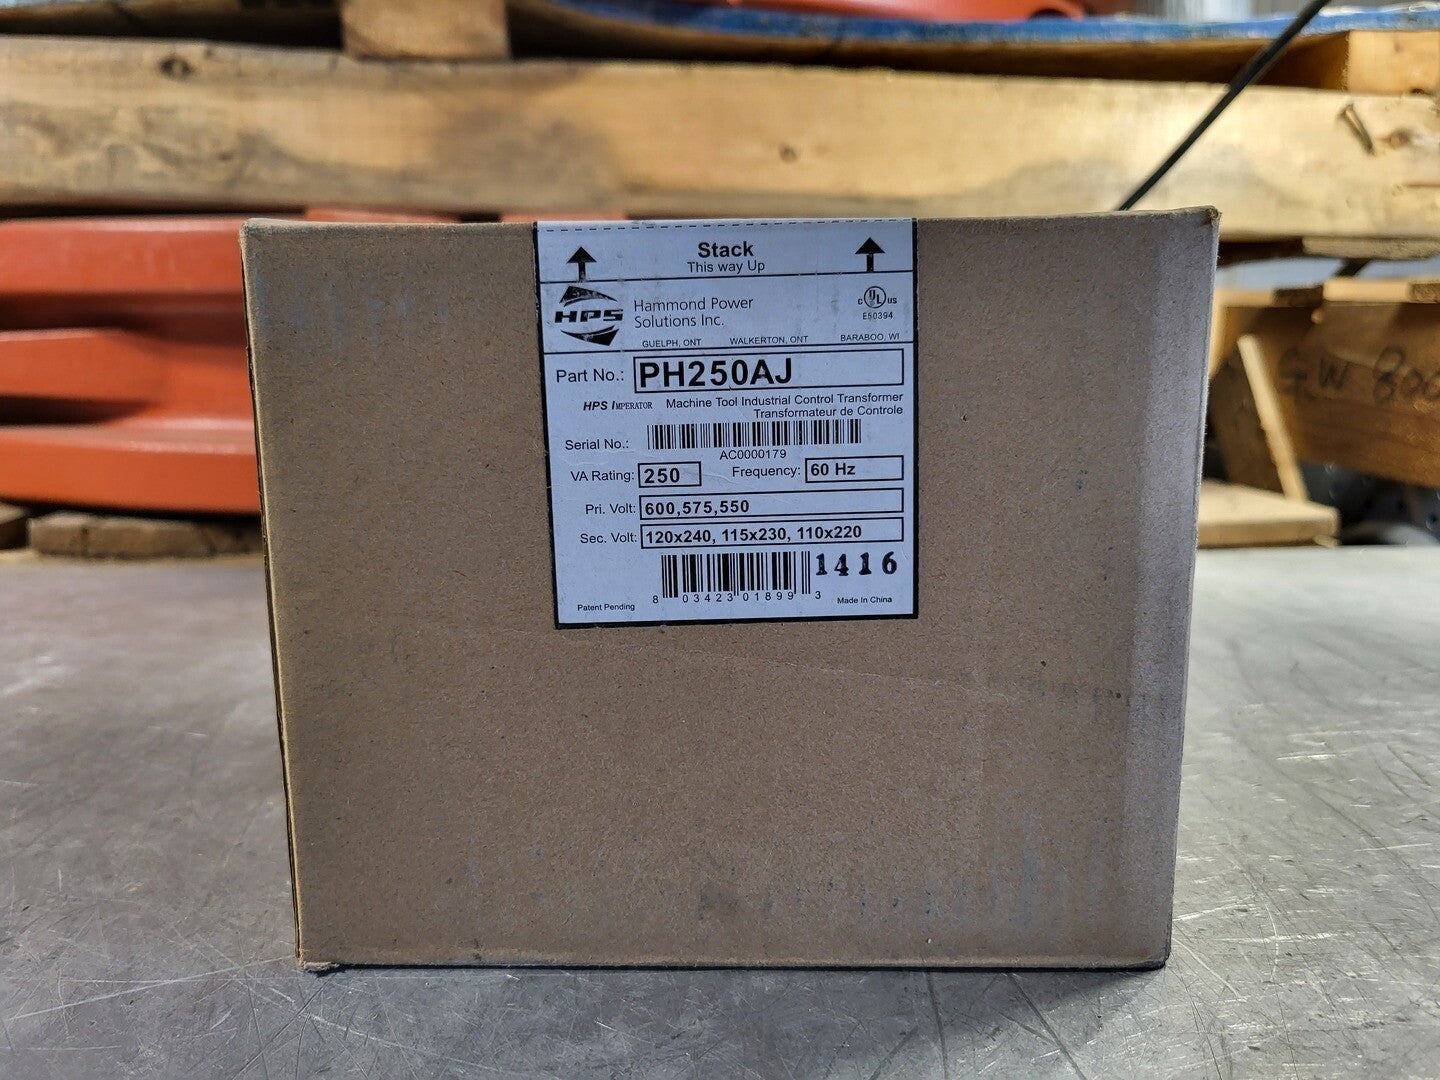 Stack
This way Up
HPS
Hammond Power
Solutions Inc.
C UL US
E50394
GUELPH, ONT WALKERTON, ONT BARABOO, WI
Part No.: PH250AJ
HPS IMPERATOR Machine Tool Industrial Control Transformer
Transformateur de Controle
Serial No.:
AC0000179
VA Rating: 250 Frequency: 60 Hz
Pri. Volt: 600,575,550
Sec. Volt: 120x240, 115x230, 110x220
1416
8 03423 01899 3
Patent Pending Made In China
GW 800